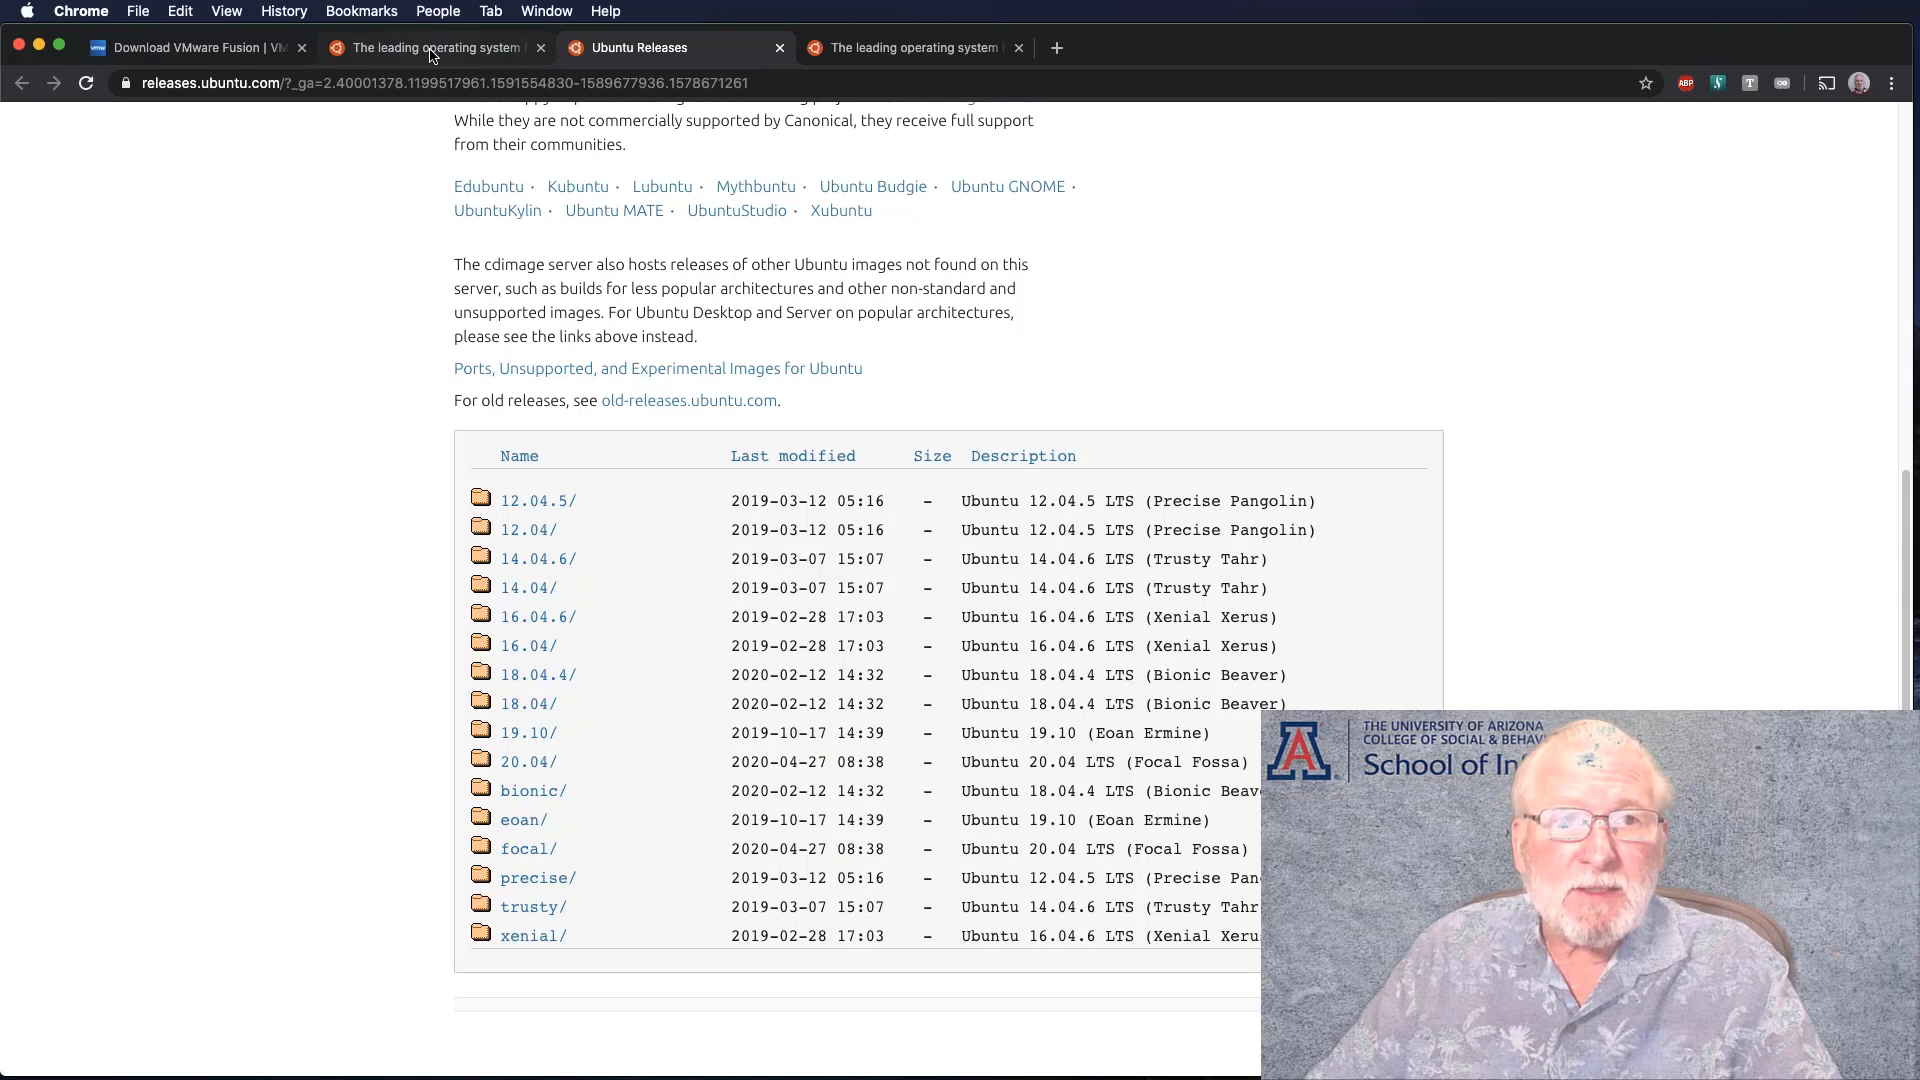 Chrome File Edit View History Bookmarks People Tab Window Help
Download VMware Fusion | VM
The leading operating system
Ubuntu Releases
The leading operating system
releases.ubuntu.com/?_ga=2.40001378.1199517961.1591554830-1589677936.1578671261
ABP
While they are not commercially supported by Canonical, they receive full support
from their communities.
Edubuntu · Kubuntu · Lubuntu · Mythbuntu · Ubuntu Budgie · Ubuntu GNOME ·
UbuntuKylin · Ubuntu MATE · UbuntuStudio · Xubuntu
The cdimage server also hosts releases of other Ubuntu images not found on this
server, such as builds for less popular architectures and other non-standard and
unsupported images. For Ubuntu Desktop and Server on popular architectures,
please see the links above instead.
Ports, Unsupported, and Experimental Images for Ubuntu
For old releases, see old-releases.ubuntu.com.
Name Last modified Size Description
12.04.5/ 2019-03-12 05:16 - Ubuntu 12.04.5 LTS (Precise Pangolin)
12.04/ 2019-03-12 05:16 - Ubuntu 12.04.5 LTS (Precise Pangolin)
14.04.6/ 2019-03-07 15:07 - Ubuntu 14.04.6 LTS (Trusty Tahr)
14.04/ 2019-03-07 15:07 - Ubuntu 14.04.6 LTS (Trusty Tahr)
16.04.6/ 2019-02-28 17:03 - Ubuntu 16.04.6 LTS (Xenial Xerus)
16.04/ 2019-02-28 17:03 - Ubuntu 16.04.6 LTS (Xenial Xerus)
18.04.4/ 2020-02-12 14:32 - Ubuntu 18.04.4 LTS (Bionic Beaver)
18.04/ 2020-02-12 14:32 - Ubuntu 18.04.4 LTS (Bionic Beaver)
19.10/ 2019-10-17 14:39 - Ubuntu 19.10 (Eoan Ermine)
20.04/ 2020-04-27 08:38 - Ubuntu 20.04 LTS (Focal Fossa)
bionic/ 2020-02-12 14:32 - Ubuntu 18.04.4 LTS (Bionic Beav
eoan/ 2019-10-17 14:39 - Ubuntu 19.10 (Eoan Ermine)
focal/ 2020-04-27 08:38 - Ubuntu 20.04 LTS (Focal Fossa)
precise/ 2019-03-12 05:16 - Ubuntu 12.04.5 LTS (Precise Pan
trusty/ 2019-03-07 15:07 - Ubuntu 14.04.6 LTS (Trusty Tahr
xenial/ 2019-02-28 17:03 - Ubuntu 16.04.6 LTS (Xenial Xeru
THE UNIVERSITY OF ARIZONA
COLLEGE OF SOCIAL & BEHAV
School of In